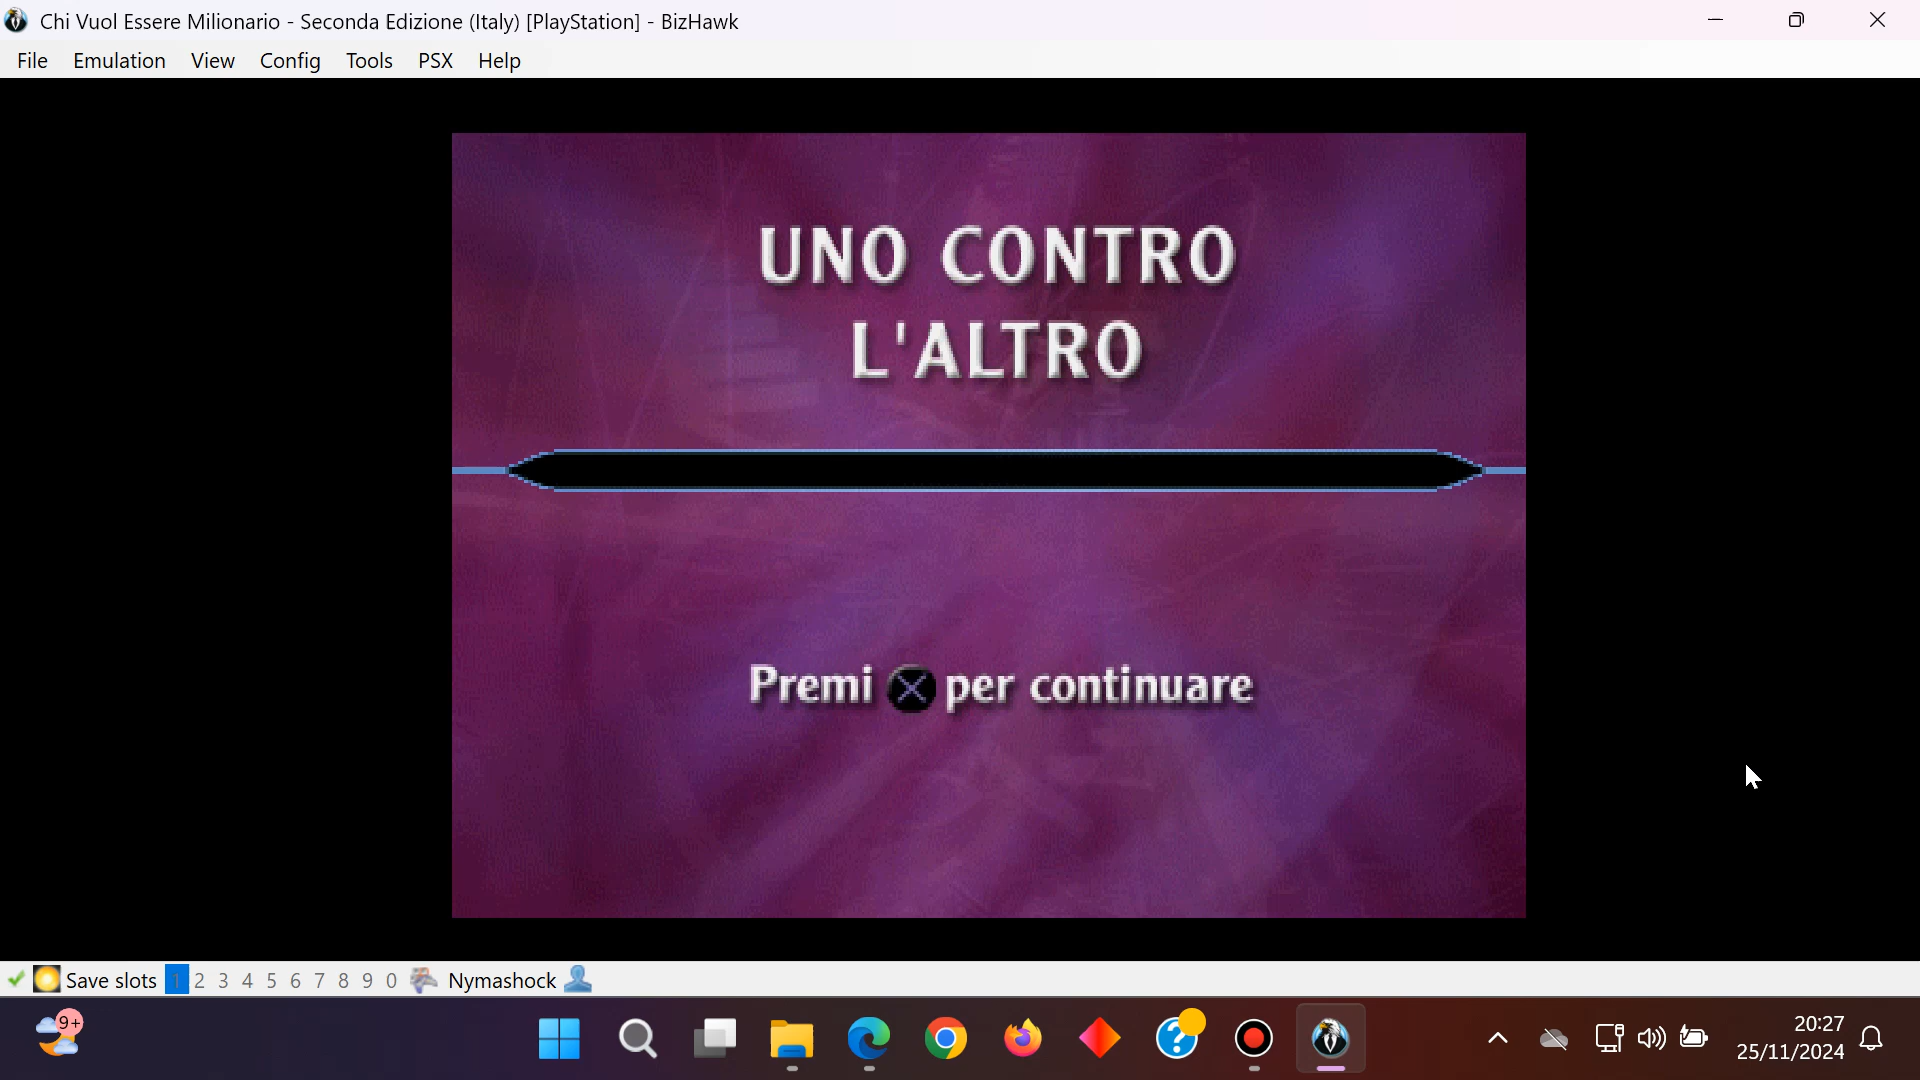 Chi Vuol Essere Milionario - Seconda Edizione (Italy) [PlayStation] - BizHawk
File Emulation View Config Tools PSX Help
UNO CONTRO
L'ALTRO
Premi per continuare
Save slots 1 2 3 4 5 6 7 8 9 0 Nymashock
9+
20:27
25/11/2024